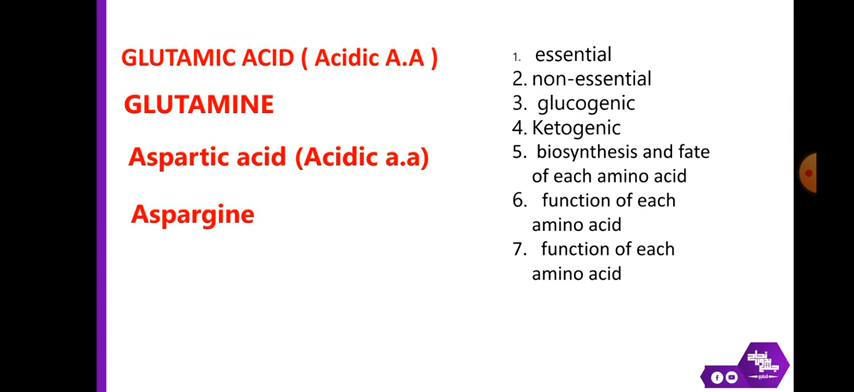 GLUTAMIC ACID ( Acidic A.A )
GLUTAMINE
Aspartic acid (Acidic a.a)
Aspargine
1. essential
2. non-essential
3. glucogenic
4. Ketogenic
5. biosynthesis and fate
of each amino acid
6. function of each
amino acid
7. function of each
amino acid